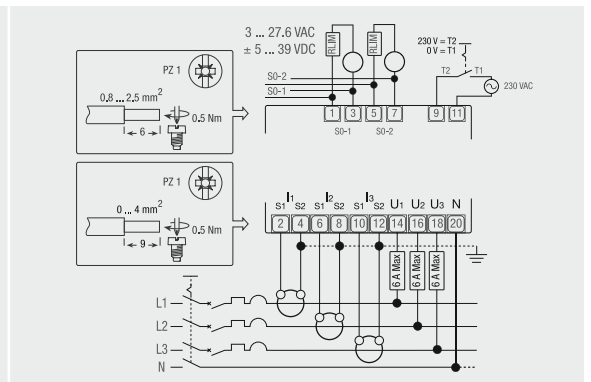 3 ... 27.6 VAC
± 5 ... 39 VDC
RLIM
RLIM
230 V = T2
0 V = T1
T2 T1
230 VAC
PZ 1
0.8 ... 2.5 mm²
6
0.5 Nm
S0-2
S0-1
1 3 5 7 9 11
S0-1 S0-2
PZ 1
0 ... 4 mm²
9
0.5 Nm
I1 I2 I3
S1 S2 S1 S2 S1 S2 U1 U2 U3 N
2 4 6 8 10 12 14 16 18 20
6 A Max
6 A Max
6 A Max
L1
L2
L3
N